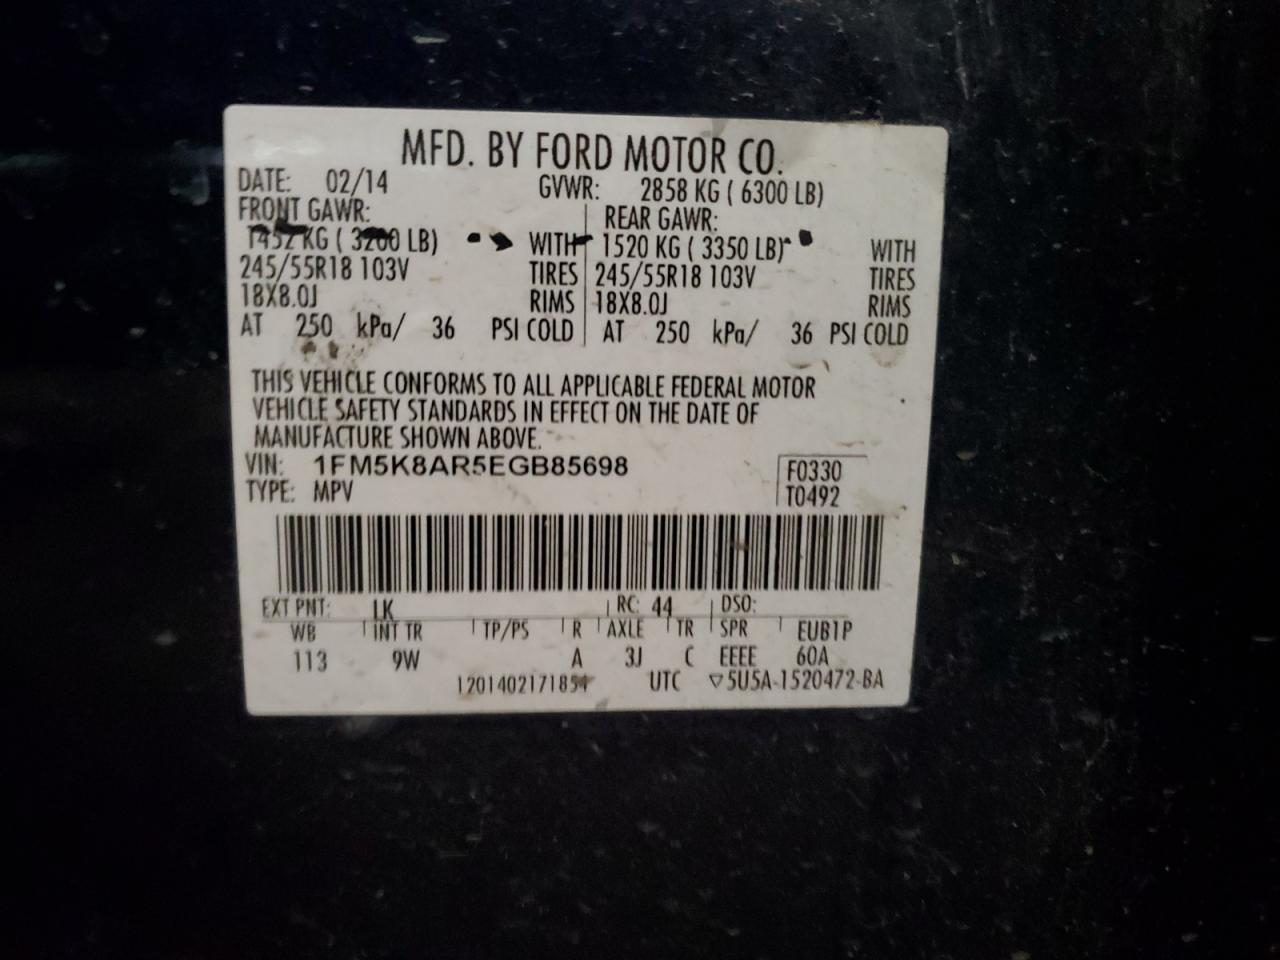 MFD. BY FORD MOTOR CO.
DATE: 02/14 GVWR: 2858 KG ( 6300 LB)
FRONT GAWR: REAR GAWR:
1452 KG ( 3200 LB) WITH 1520 KG ( 3350 LB) WITH
245/55R18 103V TIRES 245/55R18 103V TIRES
18X8.0J RIMS 18X8.0J RIMS
AT 250 kPa/ 36 PSI COLD AT 250 kPa/ 36 PSI COLD
THIS VEHICLE CONFORMS TO ALL APPLICABLE FEDERAL MOTOR
VEHICLE SAFETY STANDARDS IN EFFECT ON THE DATE OF
MANUFACTURE SHOWN ABOVE.
VIN: 1FM5K8AR5EGB85698 F0330
TYPE: MPV T0492
EXT PNT: LK RC: 44 DSO:
WB INT TR TP/PS R AXLE TR SPR EUB1P
113 9W A 3J C EEEE 60A
1201402171854 UTC ▽5U5A-1520472-BA